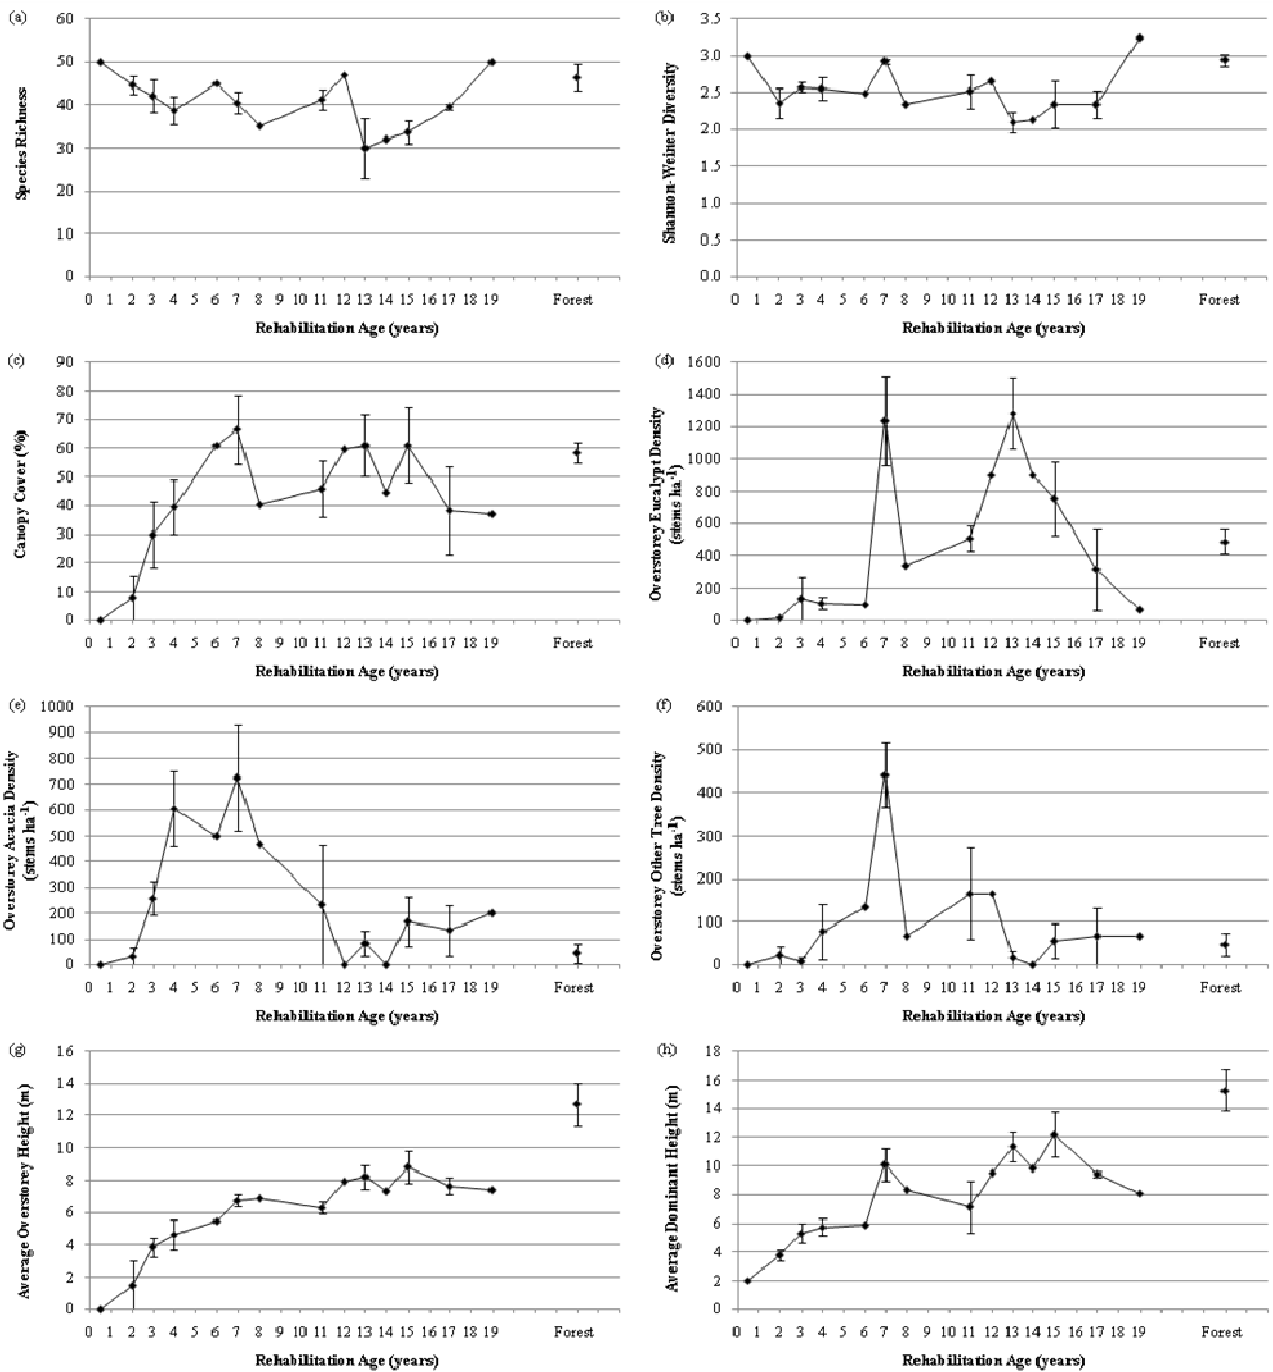 (a)
60
50
40
30
20
10
0
Species Richness
0 1 2 3 4 5 6 7 8 9 10 11 12 13 14 15 16 17 18 19 Forest
Rehabilitation Age (years)
(b)
3.5
3.0
2.5
2.0
1.5
1.0
0.5
0.0
Shannon-Weiner Diversity
0 1 2 3 4 5 6 7 8 9 10 11 12 13 14 15 16 17 18 19 Forest
Rehabilitation Age (years)
(c)
90
80
70
60
50
40
30
20
10
0
Canopy Cover (%)
0 1 2 3 4 5 6 7 8 9 10 11 12 13 14 15 16 17 18 19 Forest
Rehabilitation Age (years)
(d)
1600
1400
1200
1000
800
600
400
200
0
Overstorey Eucalypt Density
(stems ha⁻¹)
0 1 2 3 4 5 6 7 8 9 10 11 12 13 14 15 16 17 18 19 Forest
Rehabilitation Age (years)
(e)
1000
900
800
700
600
500
400
300
200
100
0
Overstorey Acacia Density
(stems ha⁻¹)
0 1 2 3 4 5 6 7 8 9 10 11 12 13 14 15 16 17 18 19 Forest
Rehabilitation Age (years)
(f)
600
500
400
300
200
100
0
Overstorey Other Tree Density
(stems ha⁻¹)
0 1 2 3 4 5 6 7 8 9 10 11 12 13 14 15 16 17 18 19 Forest
Rehabilitation Age (years)
(g)
16
14
12
10
8
6
4
2
0
Average Overstorey Height (m)
0 1 2 3 4 5 6 7 8 9 10 11 12 13 14 15 16 17 18 19 Forest
Rehabilitation Age (years)
(h)
18
16
14
12
10
8
6
4
2
0
Average Dominant Height (m)
0 1 2 3 4 5 6 7 8 9 10 11 12 13 14 15 16 17 18 19 Forest
Rehabilitation Age (years)